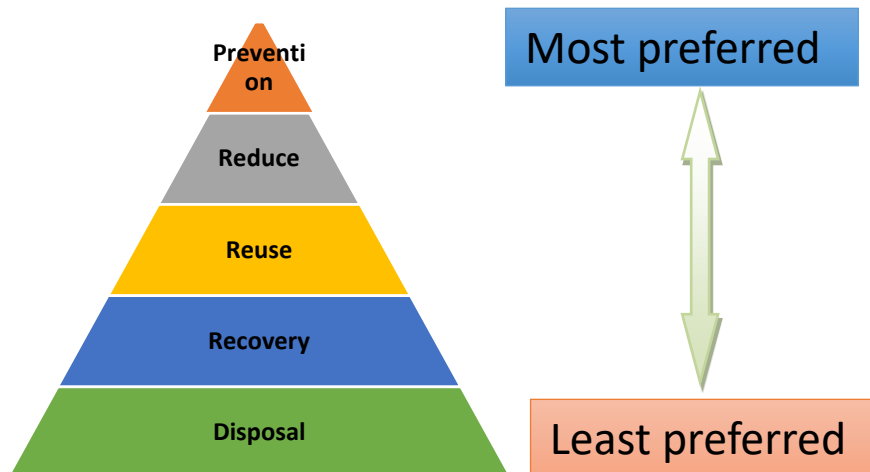 Preventi
on
Reduce
Reuse
Recovery
Disposal
Most preferred
Least preferred